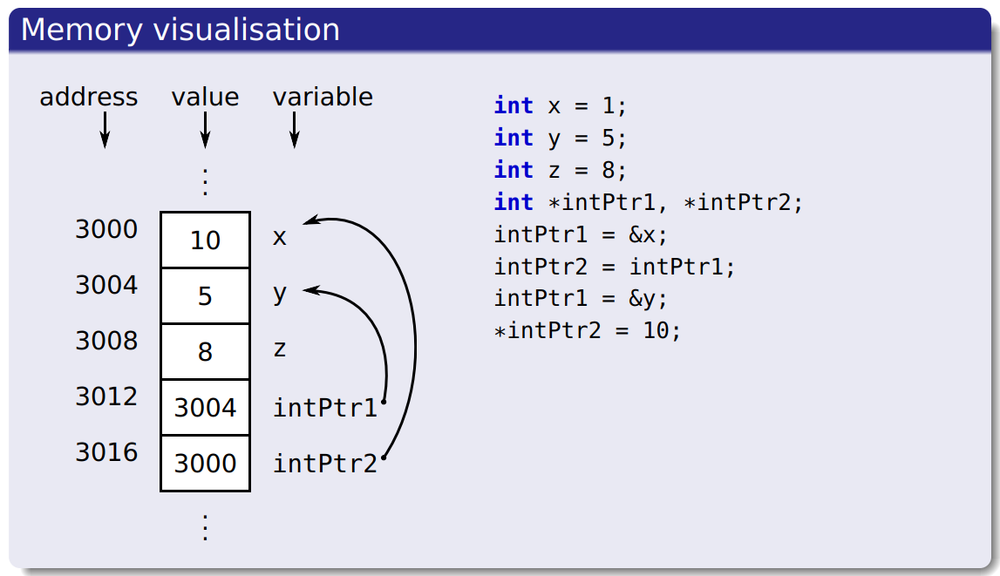 Memory visualisation
address value variable
3000 10 x
3004 5 y
3008 8 z
3012 3004 intPtr1
3016 3000 intPtr2
int x = 1;
int y = 5;
int z = 8;
int *intPtr1, *intPtr2;
intPtr1 = &x;
intPtr2 = intPtr1;
intPtr1 = &y;
*intPtr2 = 10;